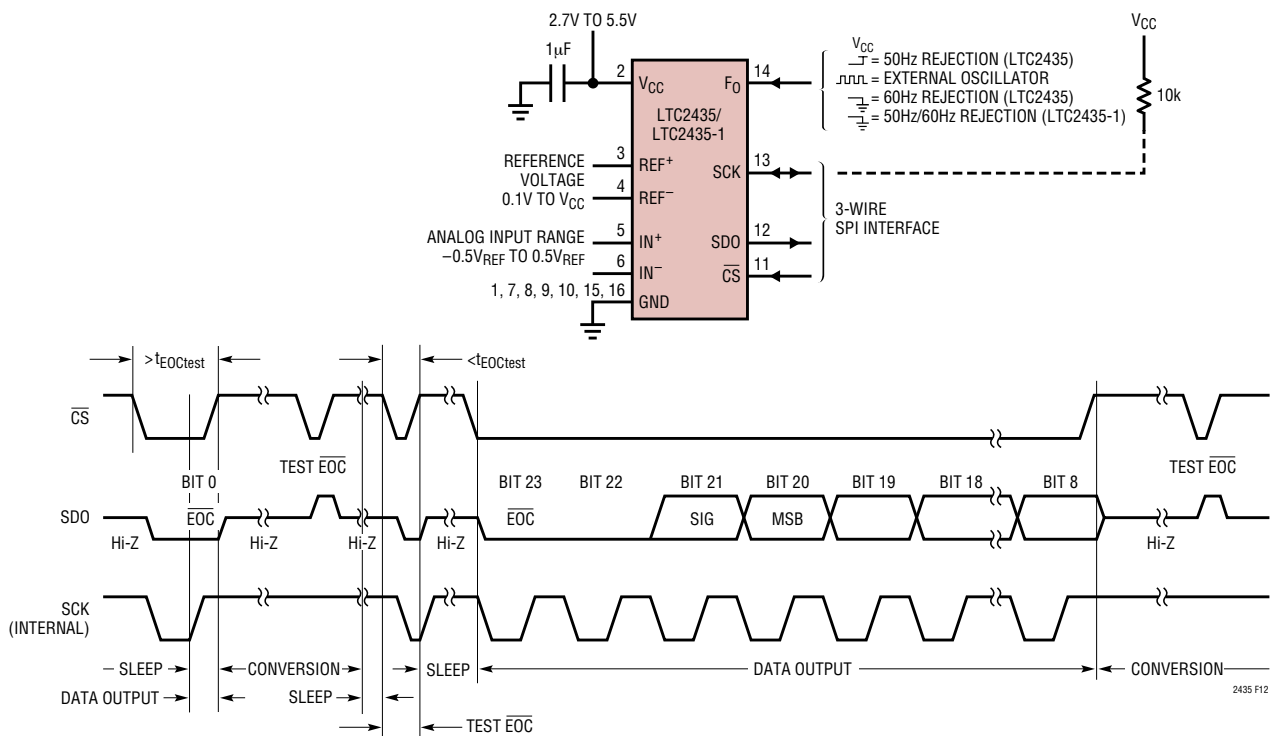 2.7V TO 5.5V
1µF
VCC
2
VCC
FO
14
VCC
= 50Hz REJECTION (LTC2435)
= EXTERNAL OSCILLATOR
= 60Hz REJECTION (LTC2435)
= 50Hz/60Hz REJECTION (LTC2435-1)
10k
LTC2435/
LTC2435-1
REFERENCE
VOLTAGE
0.1V TO VCC
3
REF+
4
REF−
SCK
13
3-WIRE
SPI INTERFACE
ANALOG INPUT RANGE
−0.5VREF TO 0.5VREF
5
IN+
6
IN−
SDO
12
CS
11
1, 7, 8, 9, 10, 15, 16
GND
>tEOCtest
<tEOCtest
CS
TEST EOC
TEST EOC
BIT 0
BIT 23
BIT 22
BIT 21
BIT 20
BIT 19
BIT 18
BIT 8
SDO
EOC
EOC
SIG
MSB
Hi-Z
Hi-Z
Hi-Z
Hi-Z
Hi-Z
SCK
(INTERNAL)
SLEEP
CONVERSION
SLEEP
DATA OUTPUT
CONVERSION
DATA OUTPUT
SLEEP
2435 F12
TEST EOC